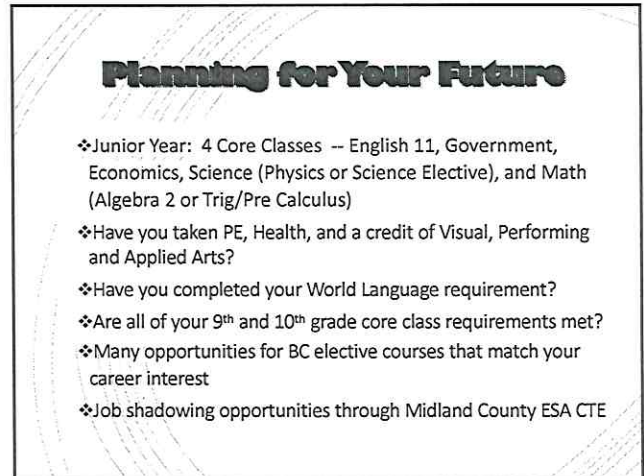 Planning for Your Future
❖Junior Year:  4 Core Classes  -- English 11, Government,
Economics, Science (Physics or Science Elective), and Math
(Algebra 2 or Trig/Pre Calculus)
❖Have you taken PE, Health, and a credit of Visual, Performing
and Applied Arts?
❖Have you completed your World Language requirement?
❖Are all of your 9th and 10th grade core class requirements met?
❖Many opportunities for BC elective courses that match your
career interest
❖Job shadowing opportunities through Midland County ESA CTE